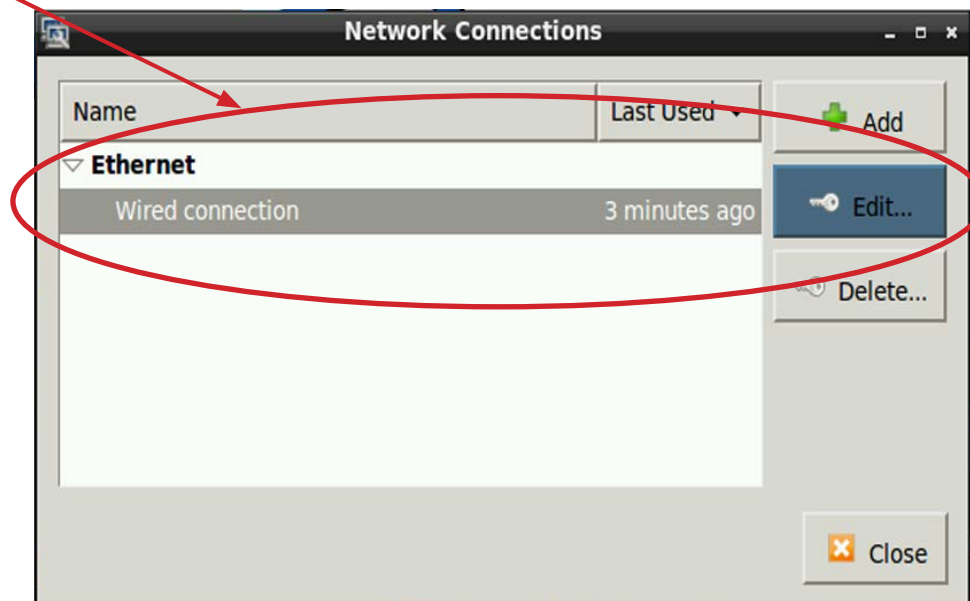 Network Connections
Name Last Used
Add
Ethernet
Wired connection 3 minutes ago
Edit...
Delete...
Close